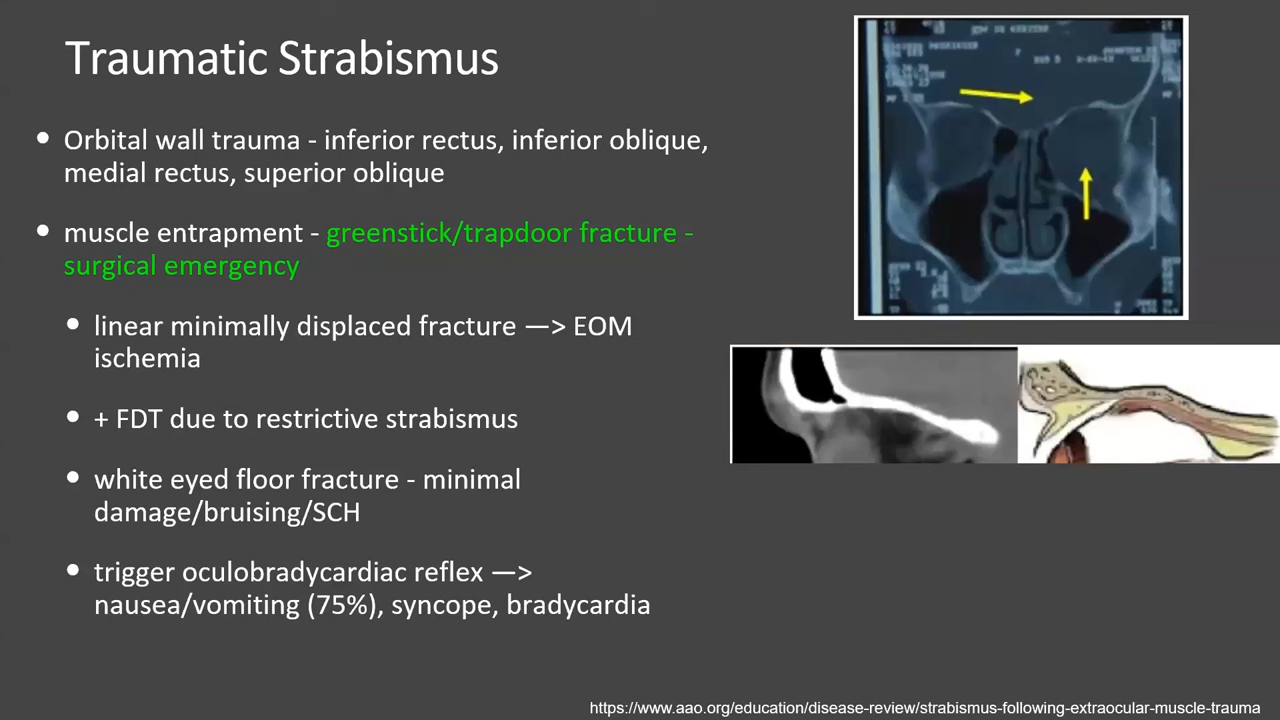 Traumatic Strabismus
• Orbital wall trauma - inferior rectus, inferior oblique,
medial rectus, superior oblique
• muscle entrapment - greenstick/trapdoor fracture -
surgical emergency
• linear minimally displaced fracture —> EOM
ischemia
• + FDT due to restrictive strabismus
• white eyed floor fracture - minimal
damage/bruising/SCH
• trigger oculobradycardiac reflex —>
nausea/vomiting (75%), syncope, bradycardia
https://www.aao.org/education/disease-review/strabismus-following-extraocular-muscle-trauma